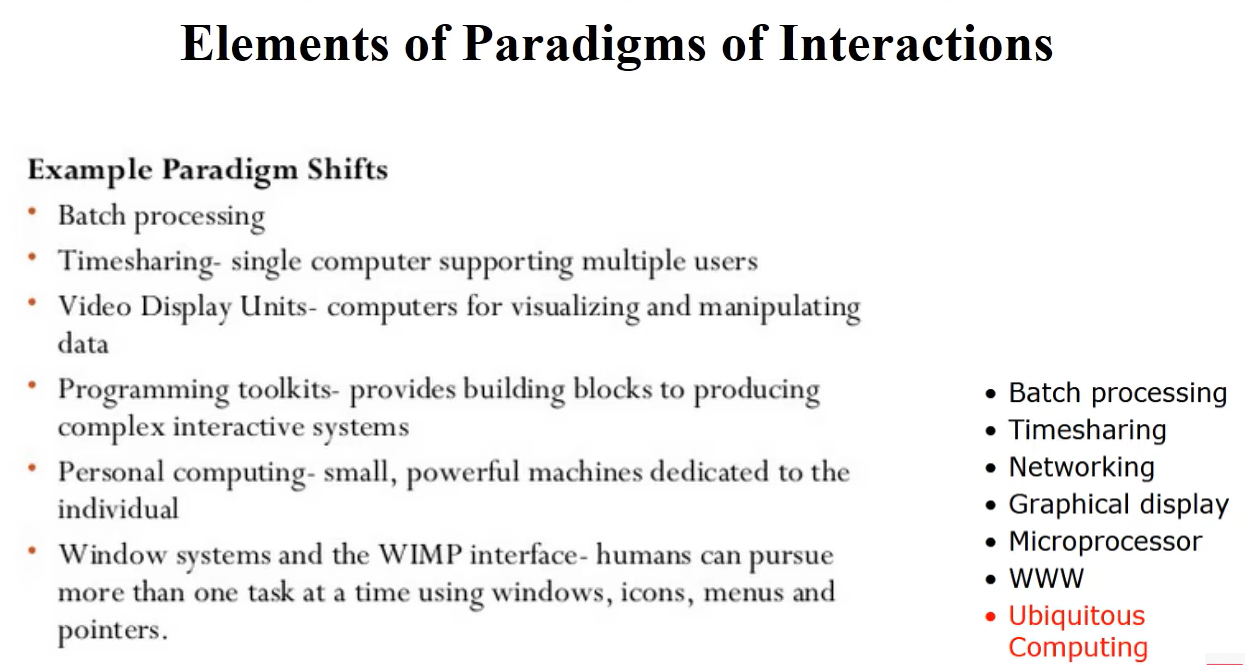 Elements of Paradigms of Interactions
Example Paradigm Shifts
• Batch processing
• Timesharing- single computer supporting multiple users
• Video Display Units- computers for visualizing and manipulating
data
• Programming toolkits- provides building blocks to producing
complex interactive systems
• Personal computing- small, powerful machines dedicated to the
individual
• Window systems and the WIMP interface- humans can pursue
more than one task at a time using windows, icons, menus and
pointers.
• Batch processing
• Timesharing
• Networking
• Graphical display
• Microprocessor
• WWW
• Ubiquitous
Computing